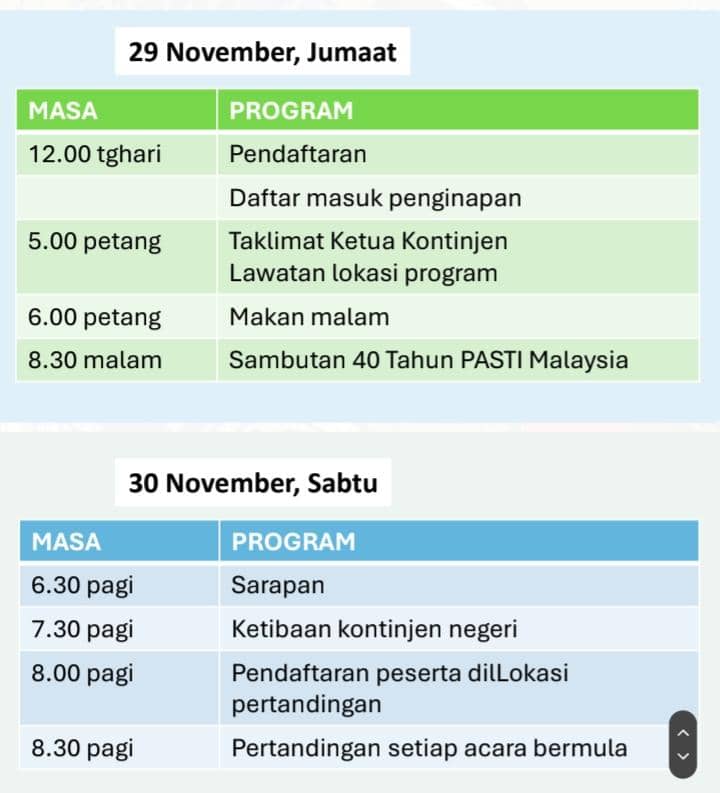 29 November, Jumaat
MASA PROGRAM
12.00 tghari Pendaftaran
Daftar masuk penginapan
5.00 petang Taklimat Ketua Kontinjen
Lawatan lokasi program
6.00 petang Makan malam
8.30 malam Sambutan 40 Tahun PASTI Malaysia
30 November, Sabtu
MASA PROGRAM
6.30 pagi Sarapan
7.30 pagi Ketibaan kontinjen negeri
8.00 pagi Pendaftaran peserta dilLokasi
pertandingan
8.30 pagi Pertandingan setiap acara bermula